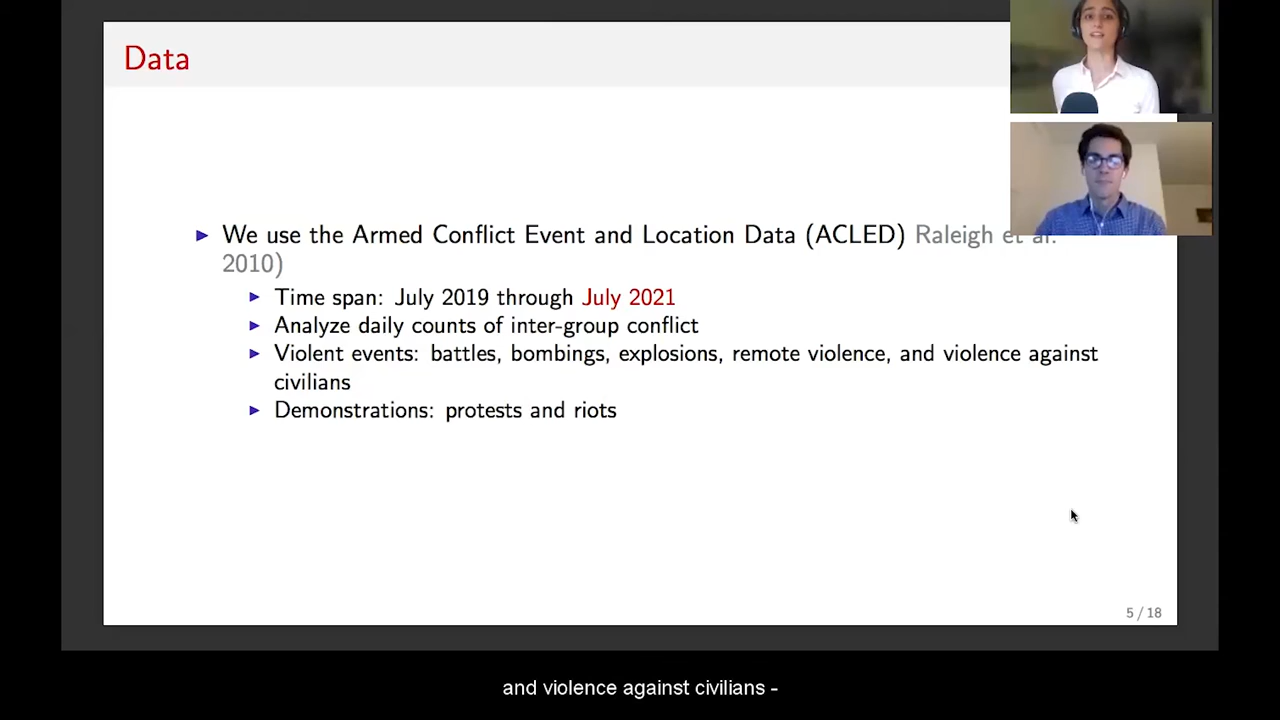 Data
▶ We use the Armed Conflict Event and Location Data (ACLED) Raleigh et al.
2010)
▶ Time span: July 2019 through July 2021
▶ Analyze daily counts of inter-group conflict
▶ Violent events: battles, bombings, explosions, remote violence, and violence against
civilians
▶ Demonstrations: protests and riots
5 / 18
and violence against civilians -